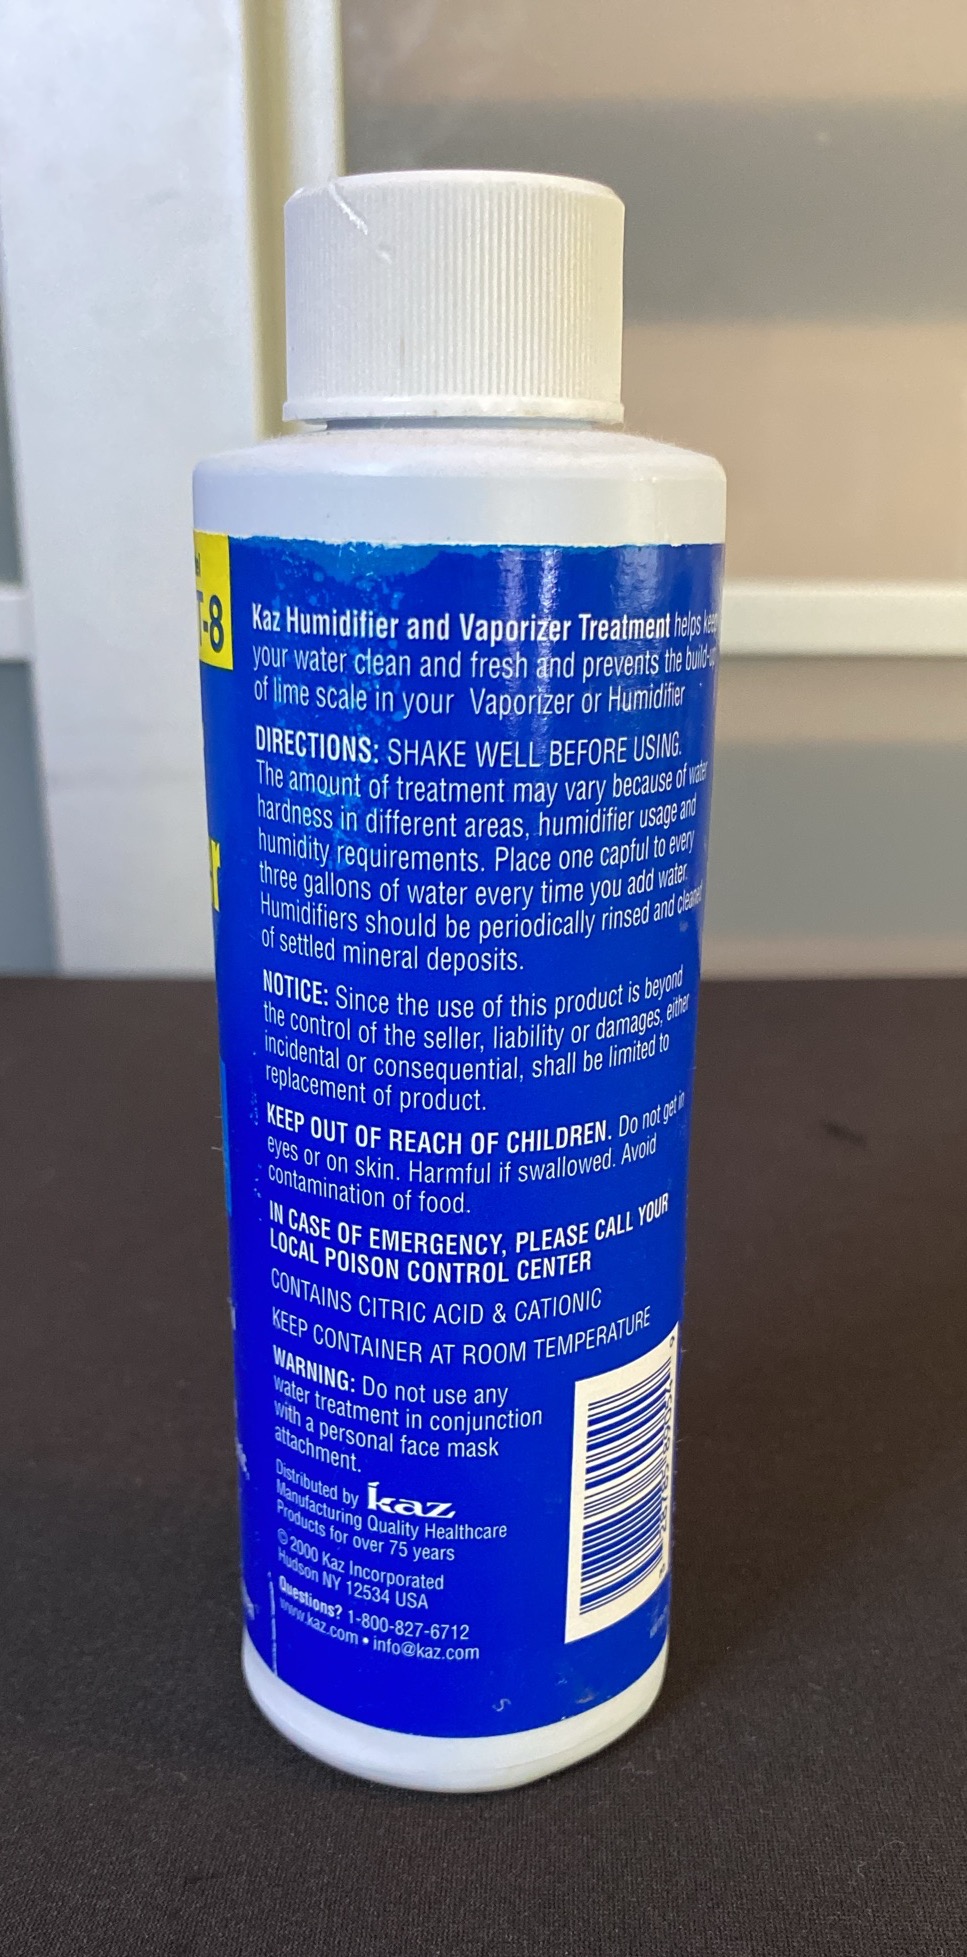 T-8
Kaz Humidifier and Vaporizer Treatment helps keep
your water clean and fresh and prevents the build-up
of lime scale in your Vaporizer or Humidifier
DIRECTIONS: SHAKE WELL BEFORE USING.
The amount of treatment may vary because of water
hardness in different areas, humidifier usage and
humidity requirements. Place one capful to every
three gallons of water every time you add water.
Humidifiers should be periodically rinsed and cleaned
of settled mineral deposits.
NOTICE: Since the use of this product is beyond
the control of the seller, liability or damages, either
incidental or consequential, shall be limited to
replacement of product.
KEEP OUT OF REACH OF CHILDREN. Do not get in
eyes or on skin. Harmful if swallowed. Avoid
contamination of food.
IN CASE OF EMERGENCY, PLEASE CALL YOUR
LOCAL POISON CONTROL CENTER
CONTAINS CITRIC ACID & CATIONIC
KEEP CONTAINER AT ROOM TEMPERATURE
WARNING: Do not use any
water treatment in conjunction
with a personal face mask
attachment.
Distributed by kaz
Manufacturing Quality Healthcare
Products for over 75 years
©2000 Kaz Incorporated
Hudson NY 12534 USA
Questions? 1-800-827-6712
www.kaz.com • info@kaz.com